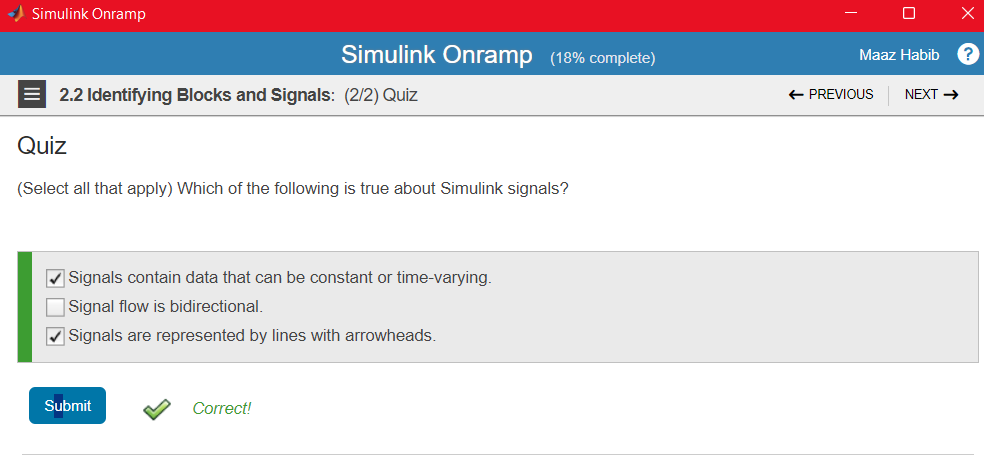 Simulink Onramp
Simulink Onramp (18% complete) Maaz Habib ?
2.2 Identifying Blocks and Signals: (2/2) Quiz ← PREVIOUS NEXT →
Quiz
(Select all that apply) Which of the following is true about Simulink signals?
Signals contain data that can be constant or time-varying.
Signal flow is bidirectional.
Signals are represented by lines with arrowheads.
Submit Correct!